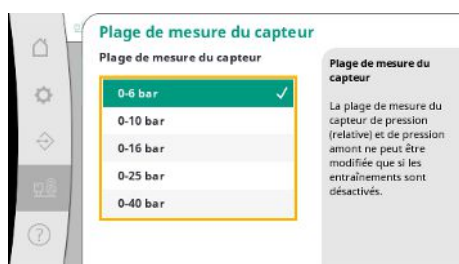 Plage de mesure du capteur
Plage de mesure du capteur
0-6 bar
0-10 bar
0-16 bar
0-25 bar
0-40 bar
Plage de mesure du
capteur
La plage de mesure du
capteur de pression
(relative) et de pression
amont ne peut être
modifiée que si les
entraînements sont
désactivés.